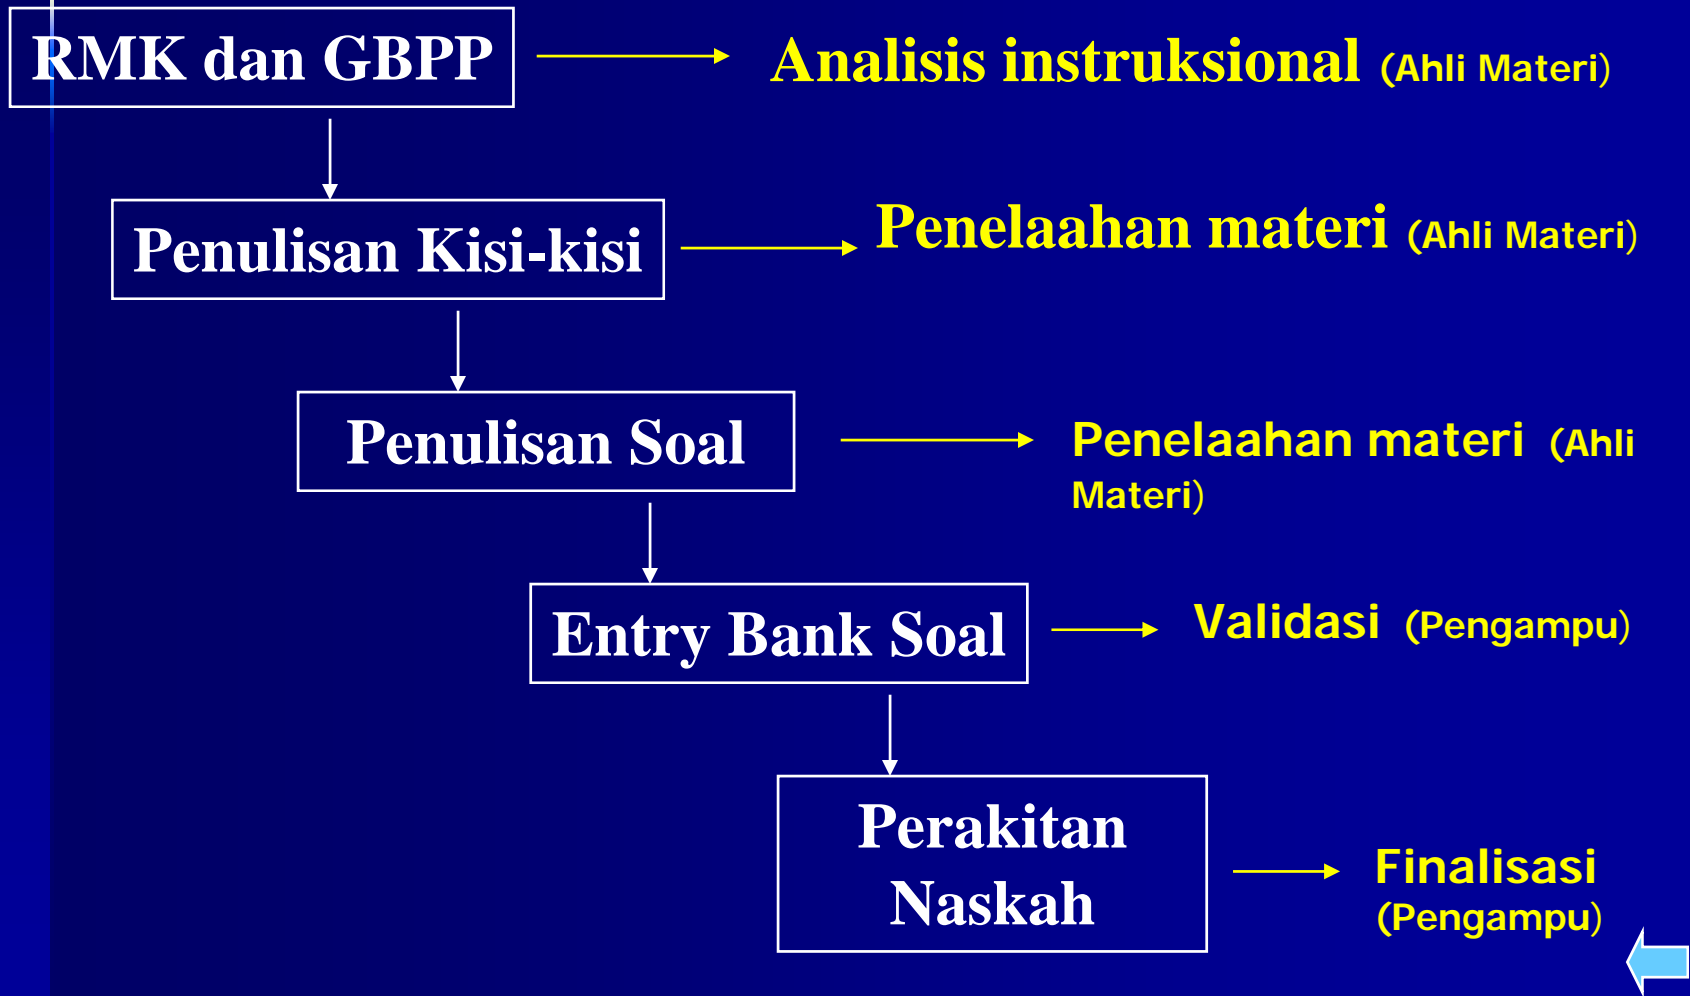 RMK dan GBPP
Analisis instruksional (Ahli Materi)
Penulisan Kisi-kisi
Penelaahan materi (Ahli Materi)
Penulisan Soal
Penelaahan materi (Ahli
Materi)
Entry Bank Soal
Validasi (Pengampu)
Perakitan
Naskah
Finalisasi
(Pengampu)